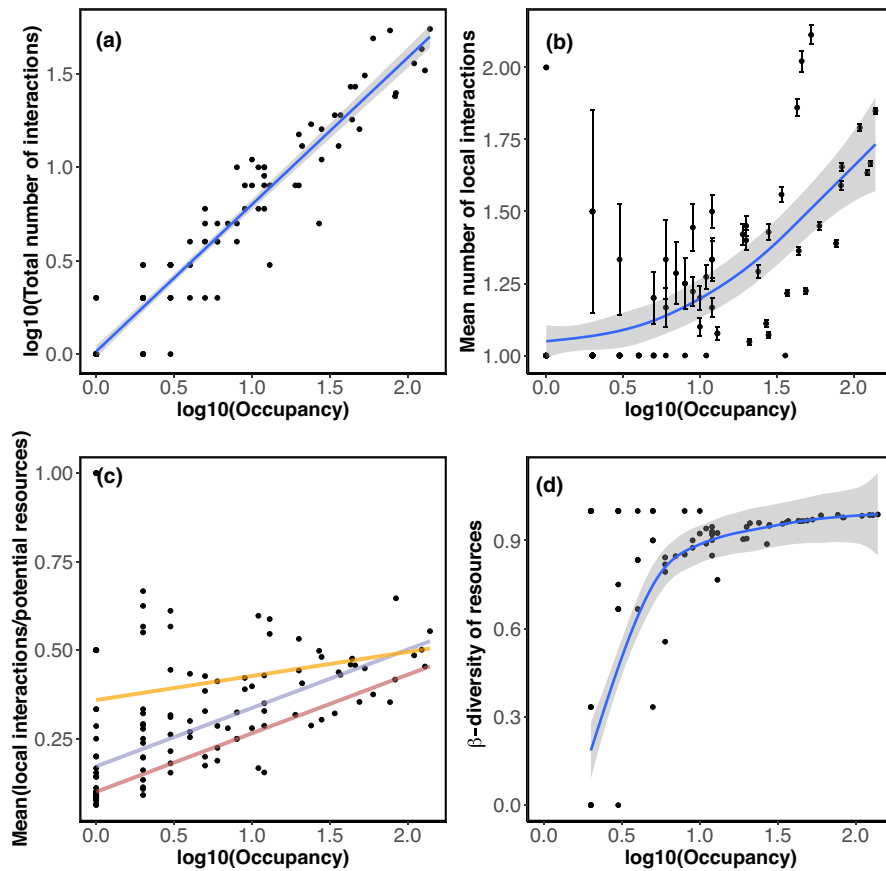 (a)
log10(Total number of interactions)
1.5
1.0
0.5
0.0
0.0 0.5 1.0 1.5 2.0
log10(Occupancy)
(b)
Mean number of local interactions
2.00
1.75
1.50
1.25
1.00
0.0 0.5 1.0 1.5 2.0
log10(Occupancy)
(c)
Mean(local interactions/potential resources)
1.00
0.75
0.50
0.25
0.0 0.5 1.0 1.5 2.0
log10(Occupancy)
(d)
β−diversity of resources
0.9
0.6
0.3
0.0
0.0 0.5 1.0 1.5 2.0
log10(Occupancy)